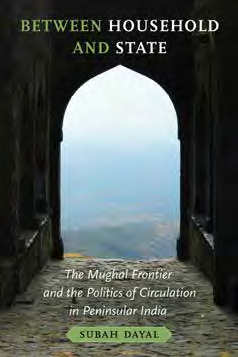 BETWEEN HOUSEHOLD
AND STATE
The Mughal Frontier
and the Politics of Circulation
in Peninsular India
SUBAH DAYAL